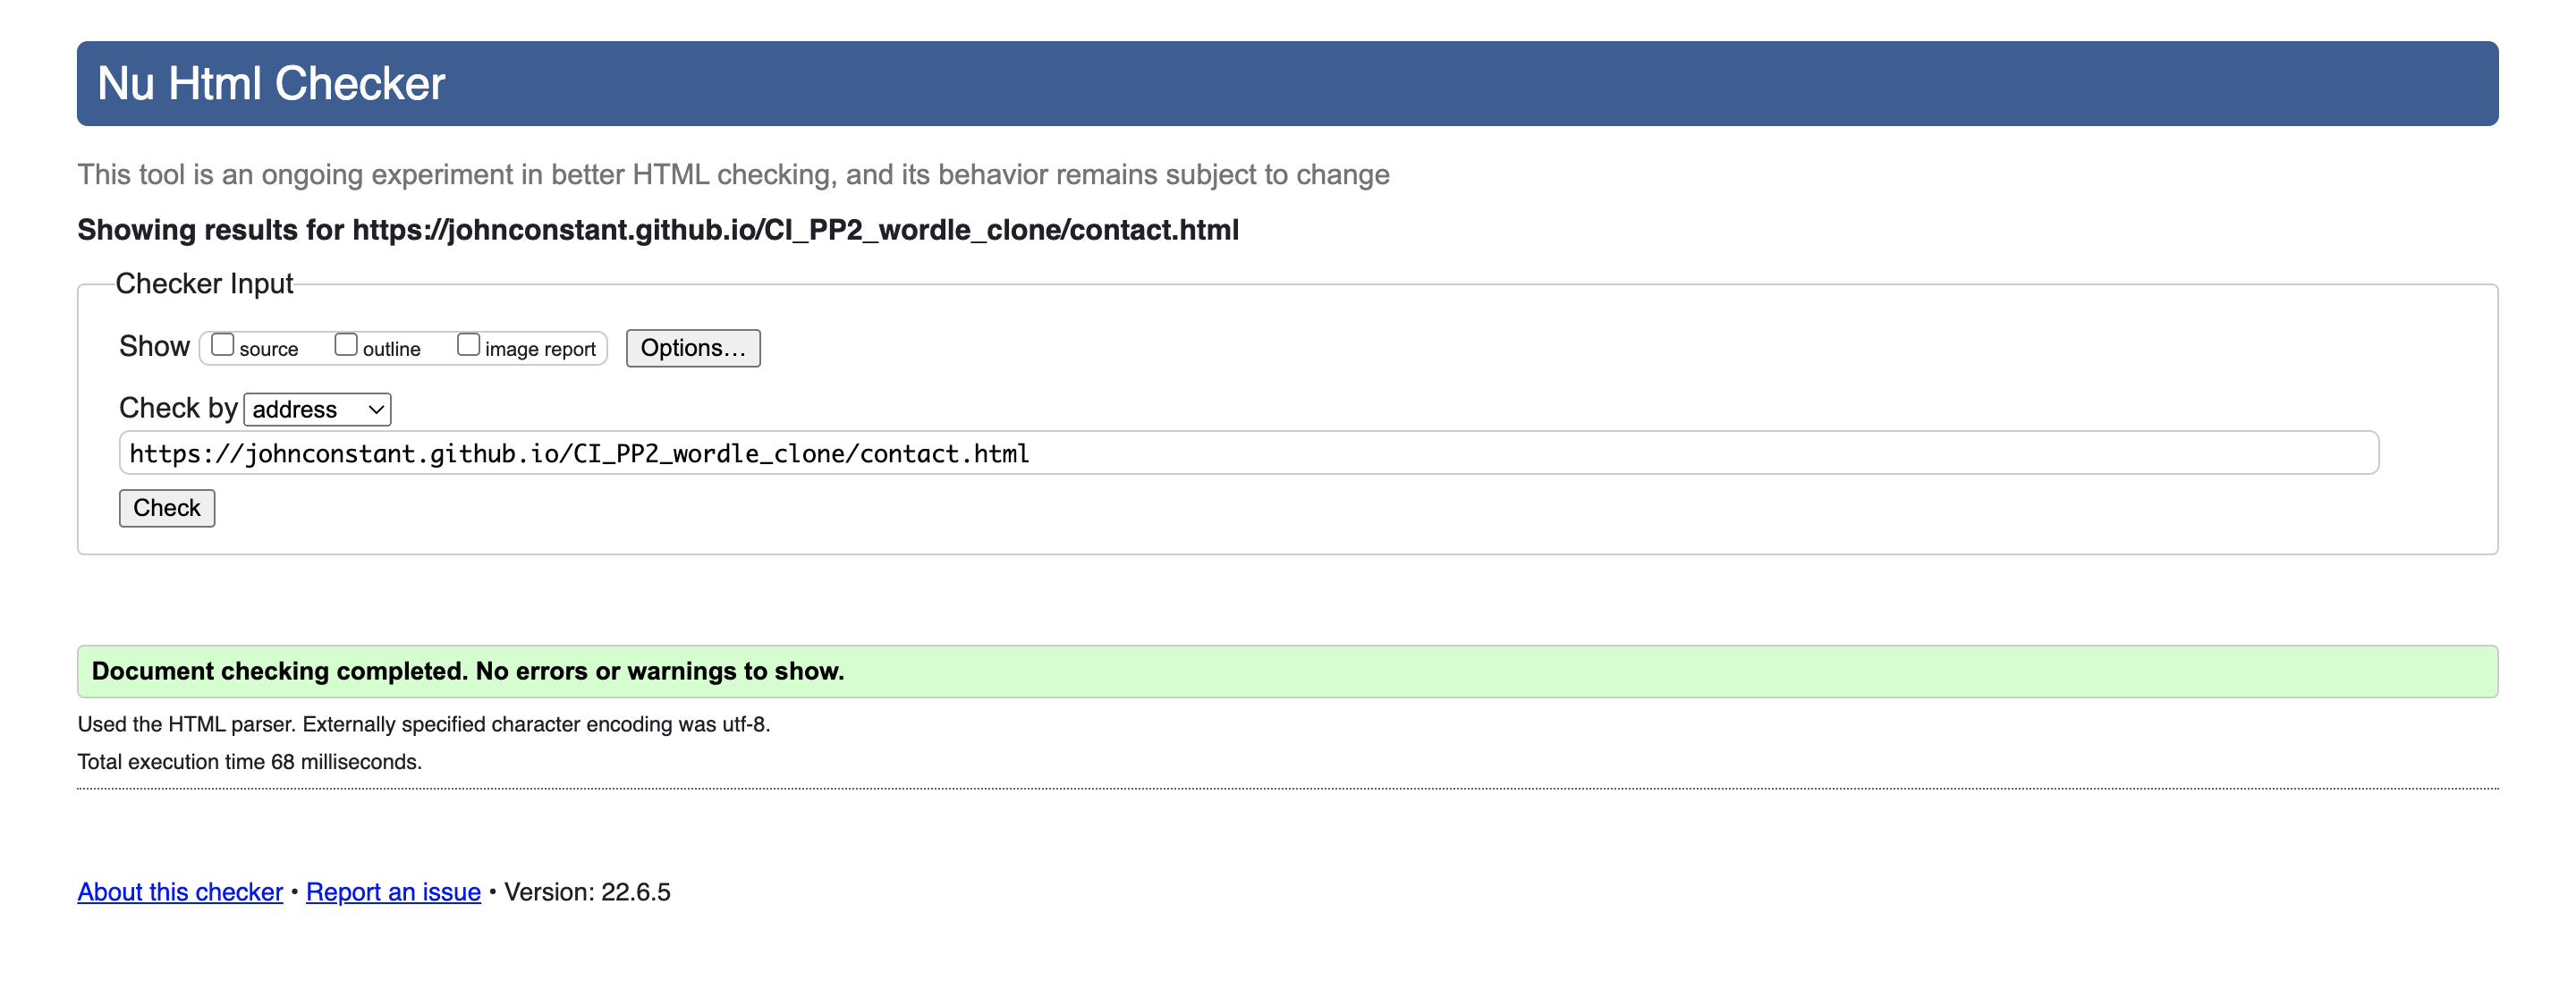 Nu Html Checker
This tool is an ongoing experiment in better HTML checking, and its behavior remains subject to change
Showing results for https://johnconstant.github.io/CI_PP2_wordle_clone/contact.html
Checker Input
Show source outline image report Options...
Check by address
https://johnconstant.github.io/CI_PP2_wordle_clone/contact.html
Check
Document checking completed. No errors or warnings to show.
Used the HTML parser. Externally specified character encoding was utf-8.
Total execution time 68 milliseconds.
About this checker • Report an issue • Version: 22.6.5